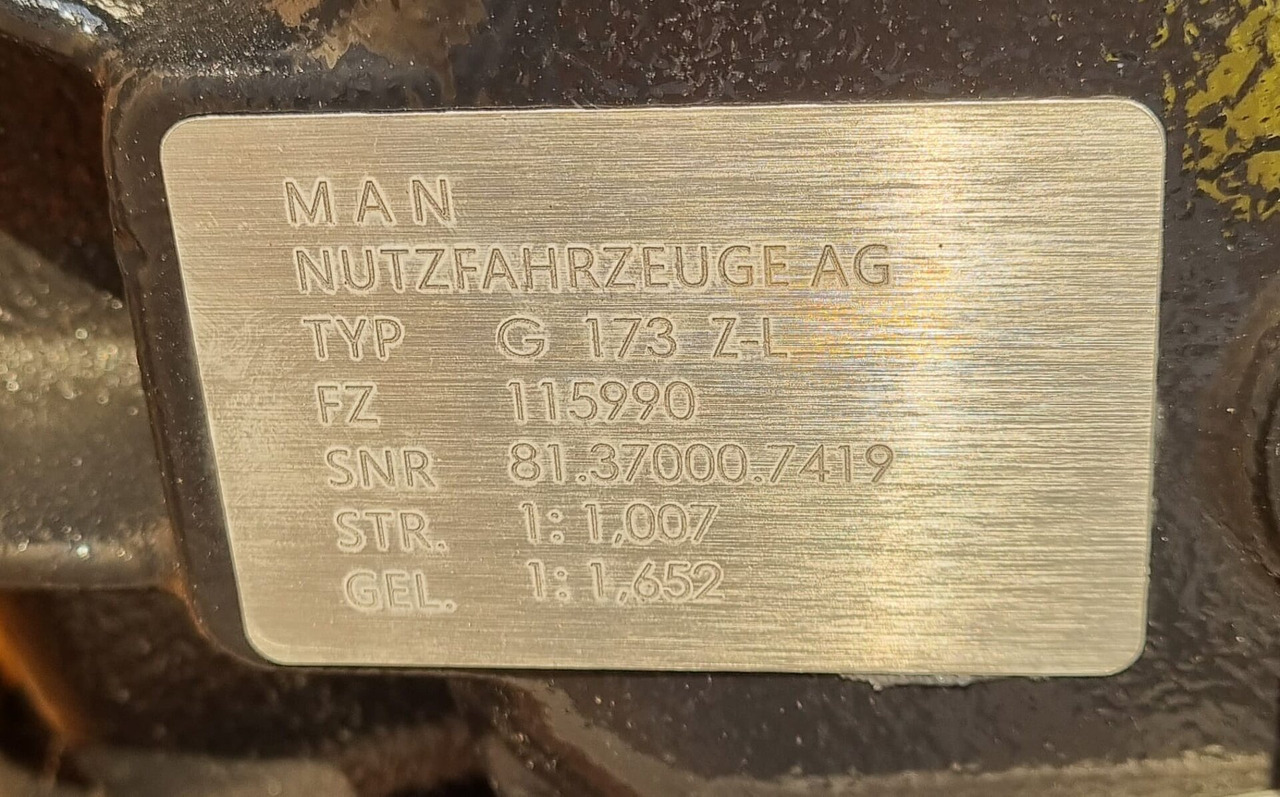 MAN
NUTZFAHRZEUGE AG
TYP G 173 Z-L
FZ 115990
SNR 81.37000.7419
STR. 1:1,007
GEL. 1:1,652